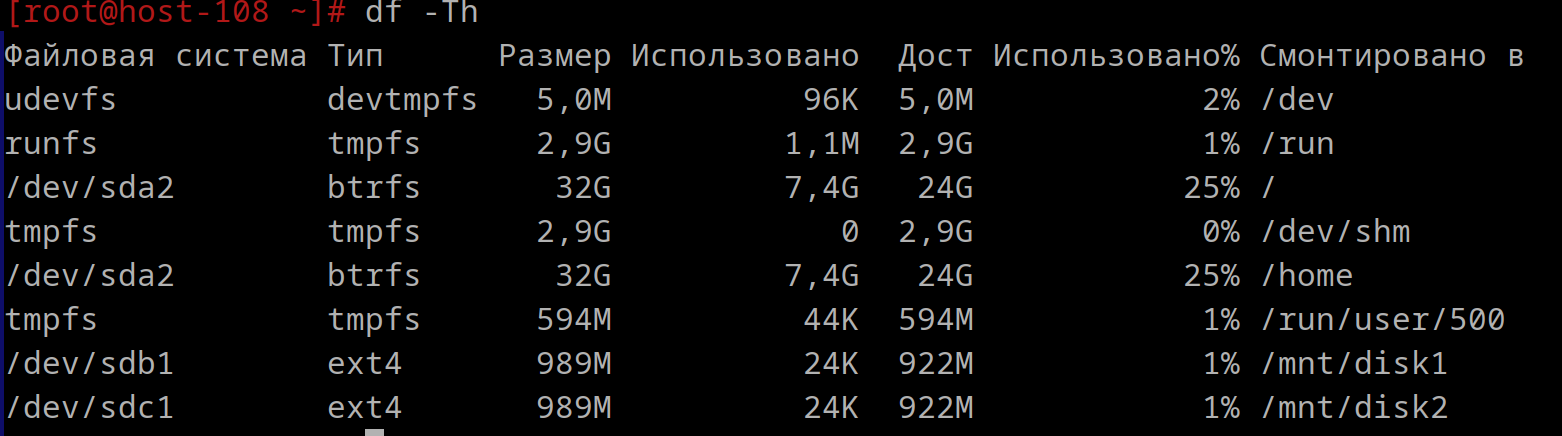 [root@host-108 ~]# df -Th
Файловая система Тип Размер Использовано Дост Использовано% Смонтировано в
udevfs devtmpfs 5,0M 96K 5,0M 2% /dev
runfs tmpfs 2,9G 1,1M 2,9G 1% /run
/dev/sda2 btrfs 32G 7,4G 24G 25% /
tmpfs tmpfs 2,9G 0 2,9G 0% /dev/shm
/dev/sda2 btrfs 32G 7,4G 24G 25% /home
tmpfs tmpfs 594M 44K 594M 1% /run/user/500
/dev/sdb1 ext4 989M 24K 922M 1% /mnt/disk1
/dev/sdc1 ext4 989M 24K 922M 1% /mnt/disk2